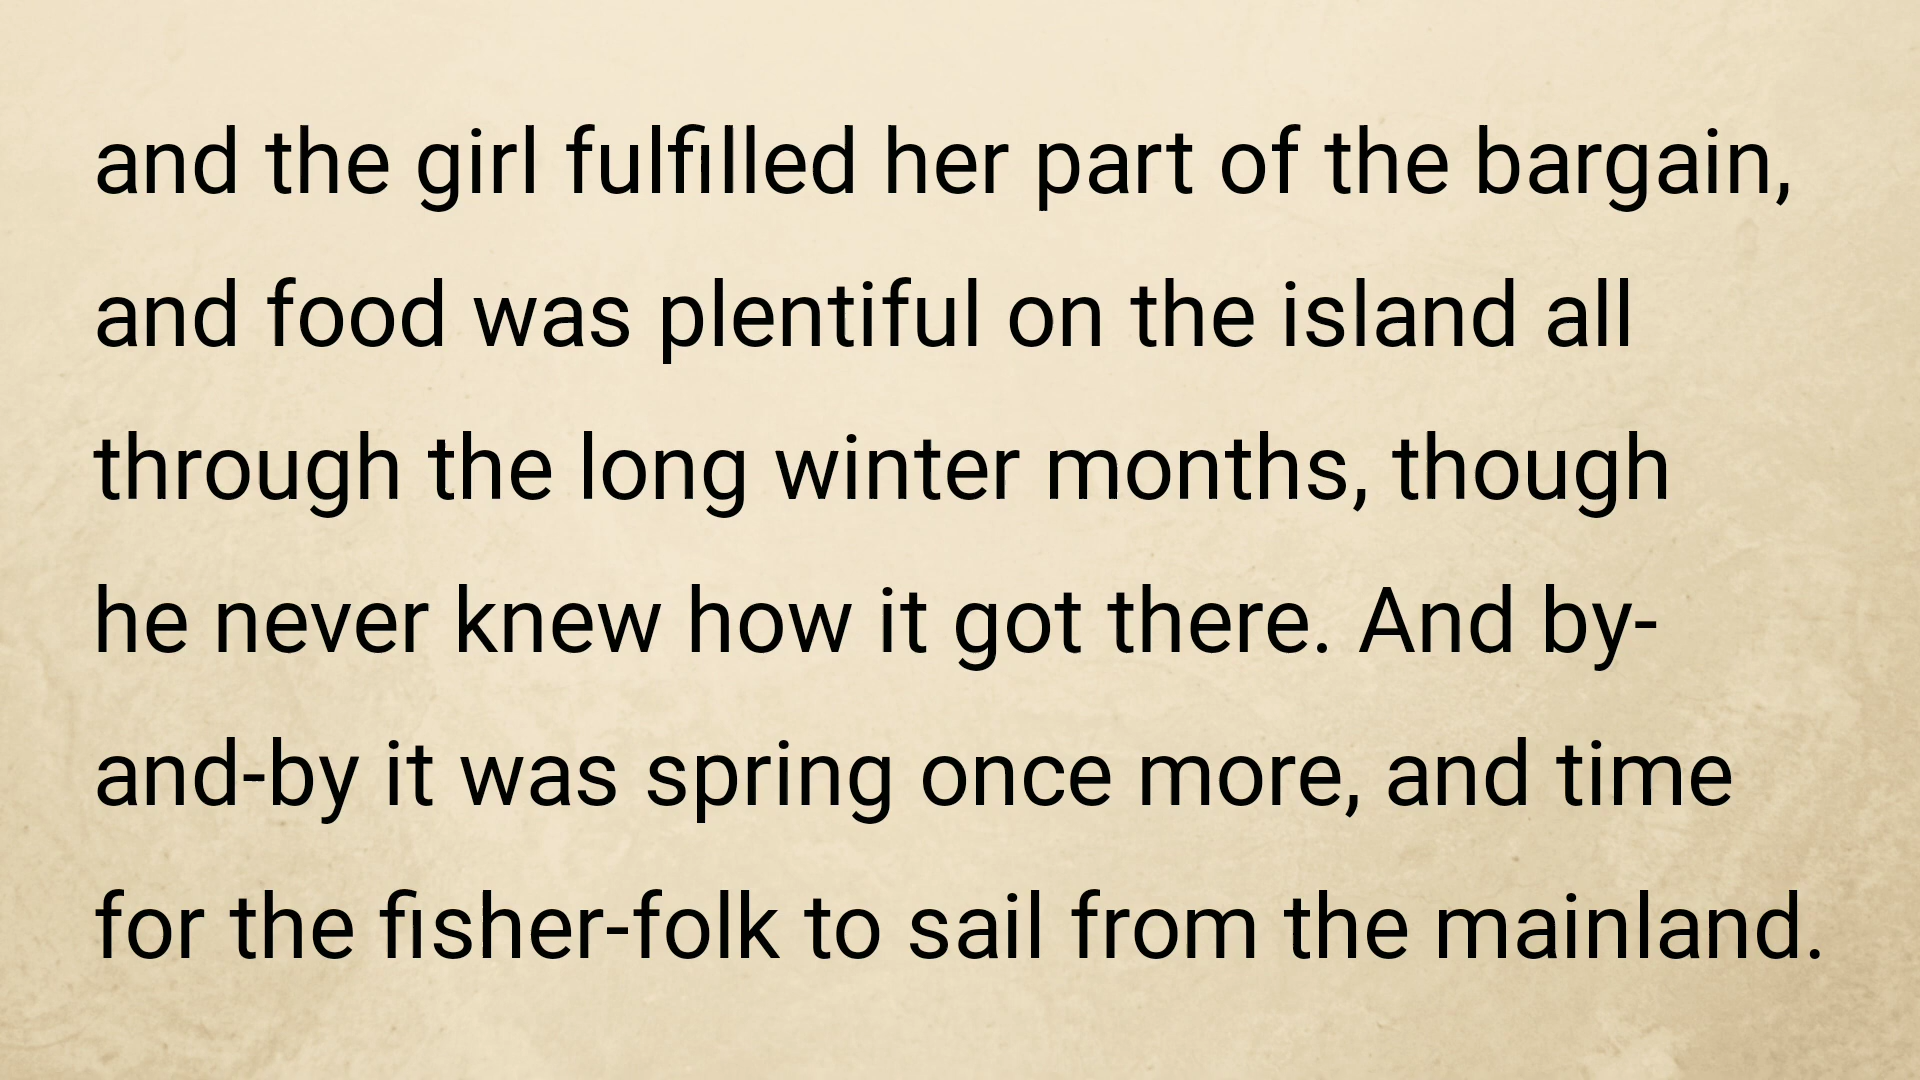 and the girl fulfilled her part of the bargain,
and food was plentiful on the island all
through the long winter months, though
he never knew how it got there. And by-
and-by it was spring once more, and time
for the fisher-folk to sail from the mainland.